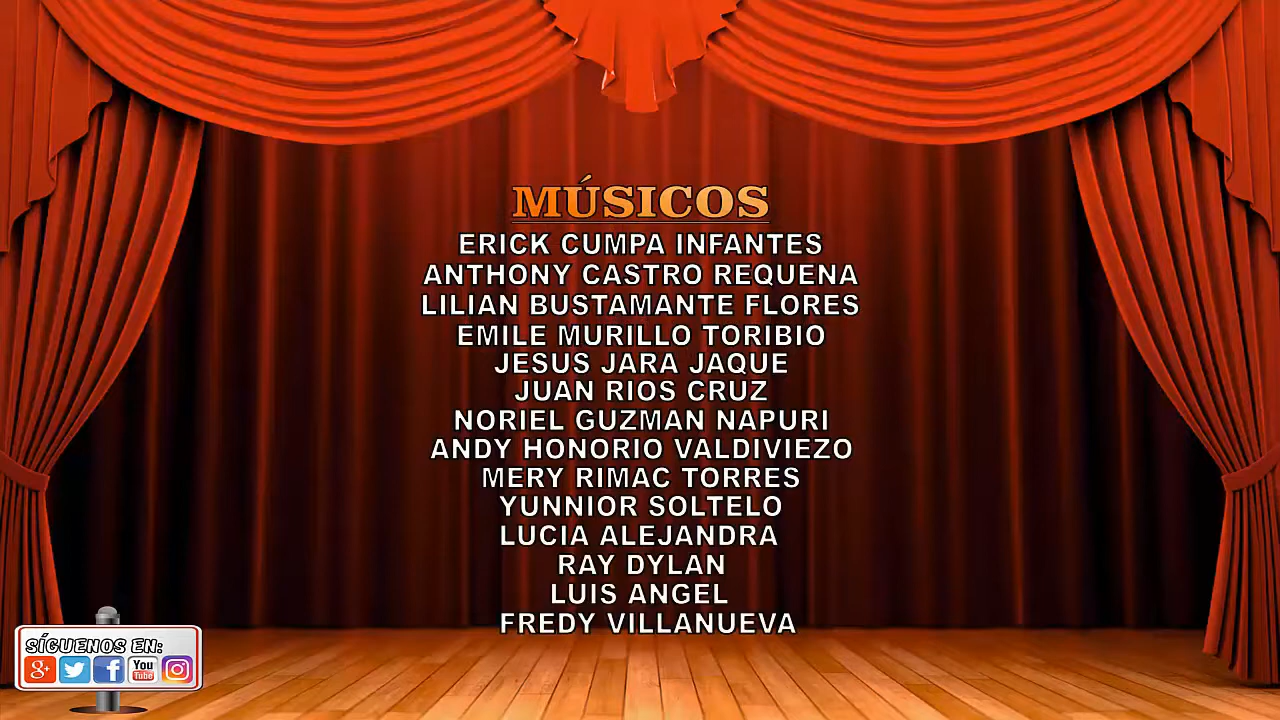 MÚSICOS
ERICK CUMPA INFANTES
ANTHONY CASTRO REQUENA
LILIAN BUSTAMANTE FLORES
EMILE MURILLO TORIBIO
JESUS JARA JAQUE
JUAN RIOS CRUZ
NORIEL GUZMAN NAPURI
ANDY HONORIO VALDIVIEZO
MERY RIMAC TORRES
YUNNIOR SOLTELO
LUCIA ALEJANDRA
RAY DYLAN
LUIS ANGEL
FREDY VILLANUEVA
SÍGUENOS EN:
g+ f You Tube